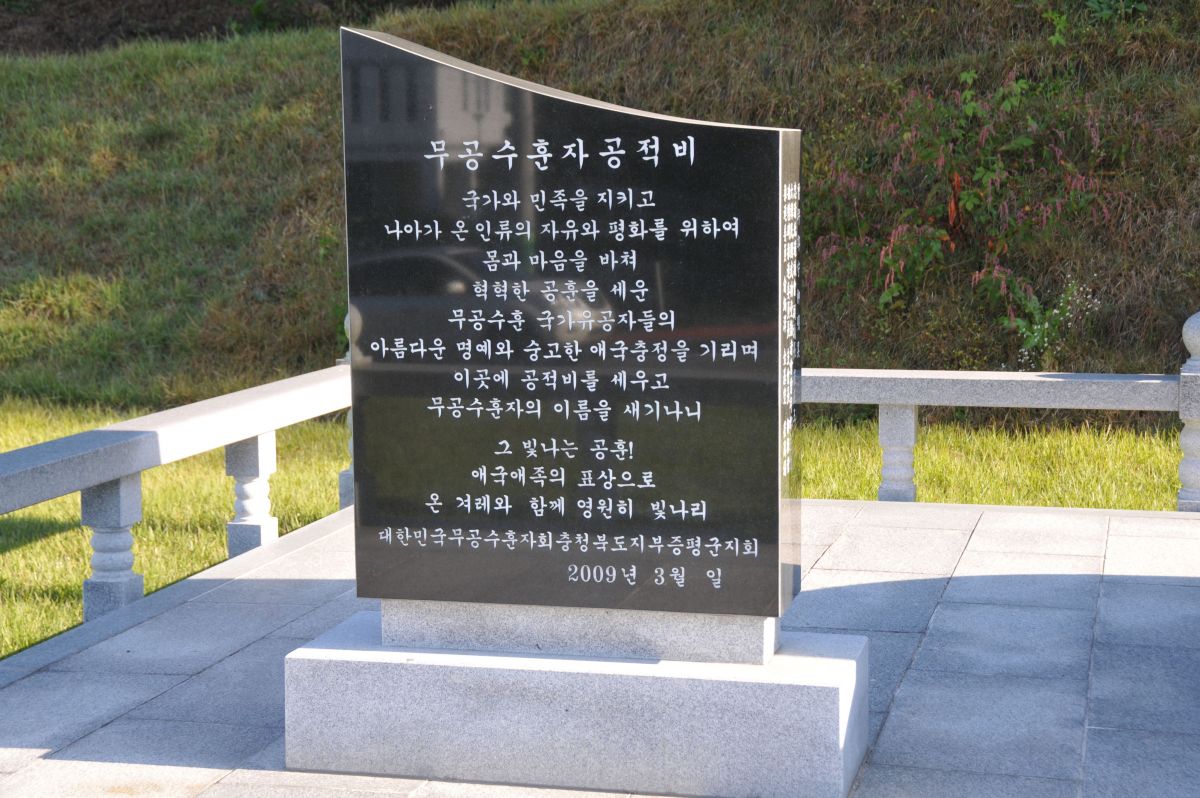 무공수훈자공적비
국가와 민족을 지키고
나아가 온 인류의 자유와 평화를 위하여
몸과 마음을 바쳐
혁혁한 공훈을 세운
무공수훈 국가유공자들의
아름다운 명예와 숭고한 애국충정을 기리며
이곳에 공적비를 세우고
무공수훈자의 이름을 새기나니
그 빛나는 공훈!
애국애족의 표상으로
온 겨레와 함께 영원히 빛나리
대한민국무공수훈자회충청북도지부증평군지회
2009년 3월 일